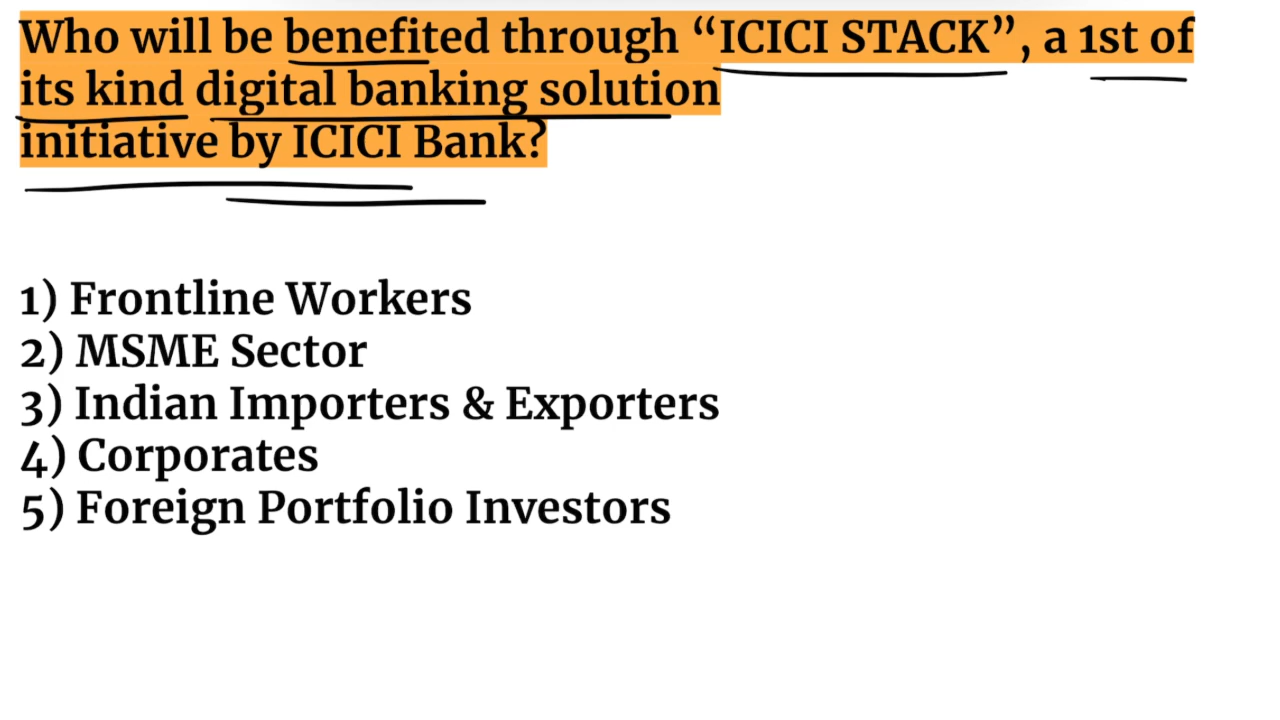 Who will be benefited through “ICICI STACK”, a 1st of
its kind digital banking solution
initiative by ICICI Bank?
1) Frontline Workers
2) MSME Sector
3) Indian Importers & Exporters
4) Corporates
5) Foreign Portfolio Investors